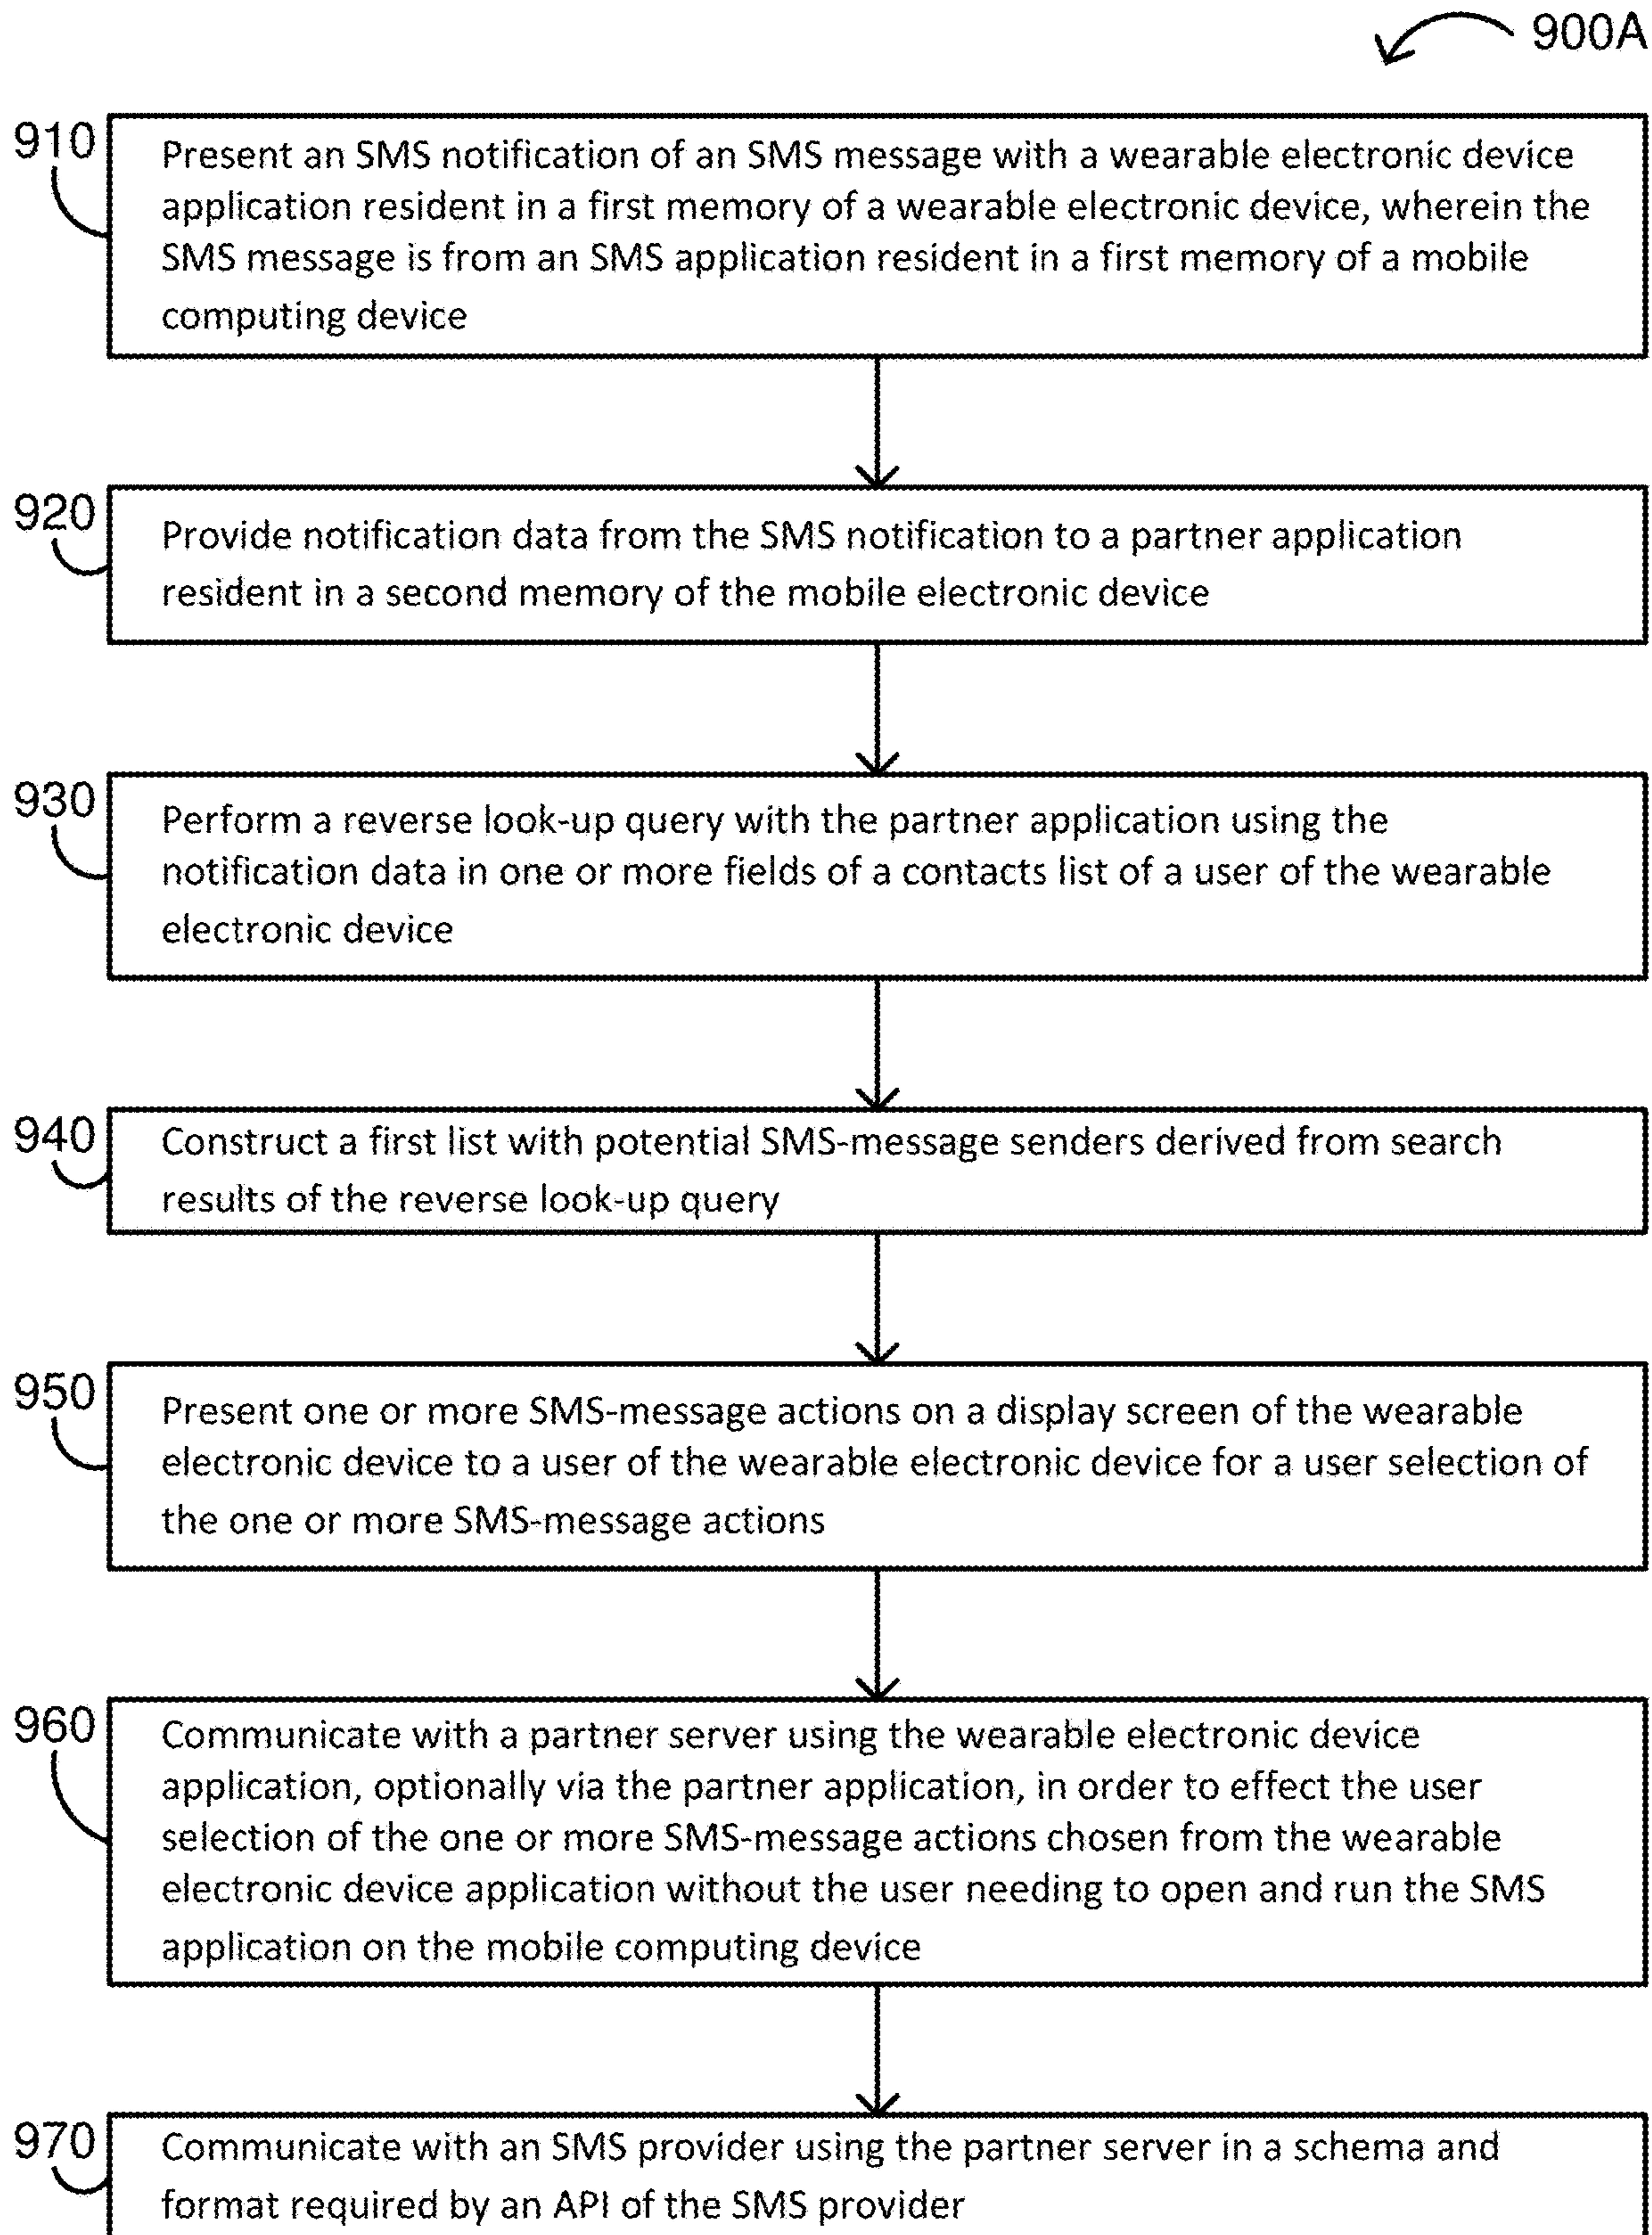 900A
910
Present an SMS notification of an SMS message with a wearable electronic device
application resident in a first memory of a wearable electronic device, wherein the
SMS message is from an SMS application resident in a first memory of a mobile
computing device
920
Provide notification data from the SMS notification to a partner application
resident in a second memory of the mobile electronic device
930
Perform a reverse look-up query with the partner application using the
notification data in one or more fields of a contacts list of a user of the wearable
electronic device
940
Construct a first list with potential SMS-message senders derived from search
results of the reverse look-up query
950
Present one or more SMS-message actions on a display screen of the wearable
electronic device to a user of the wearable electronic device for a user selection of
the one or more SMS-message actions
960
Communicate with a partner server using the wearable electronic device
application, optionally via the partner application, in order to effect the user
selection of the one or more SMS-message actions chosen from the wearable
electronic device application without the user needing to open and run the SMS
application on the mobile computing device
970
Communicate with an SMS provider using the partner server in a schema and
format required by an API of the SMS provider